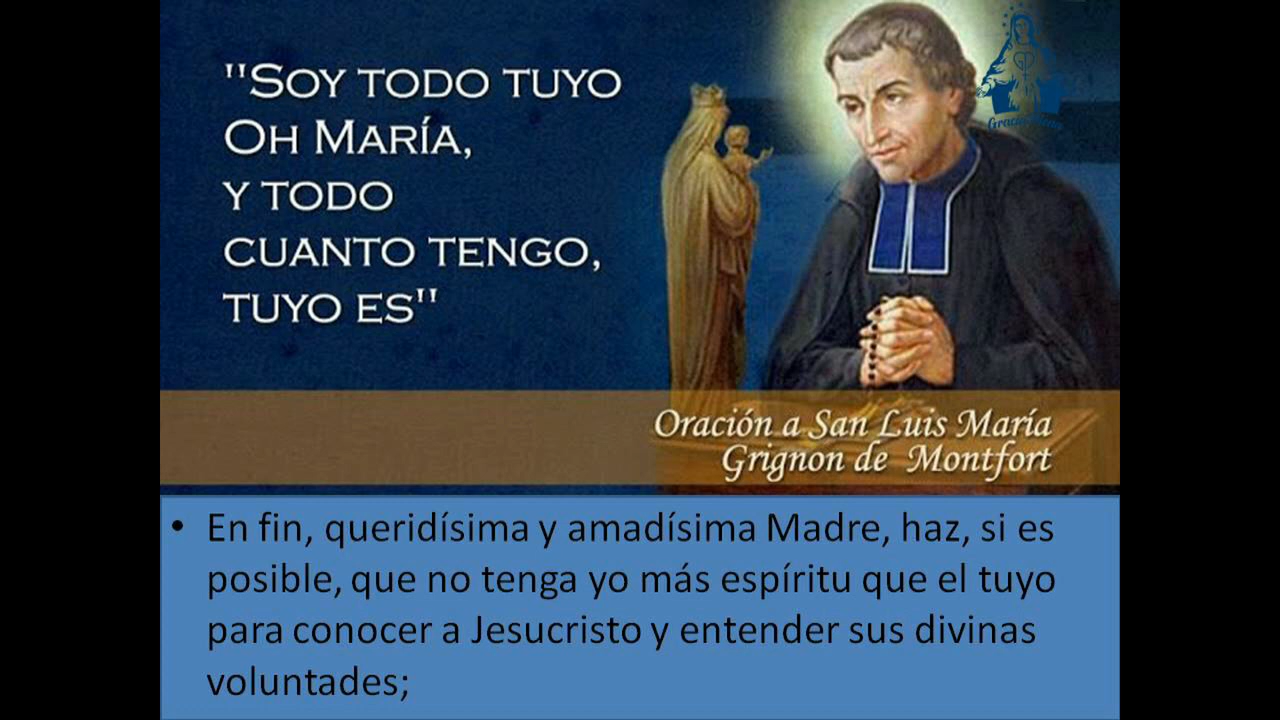 "Soy todo tuyo
Oh María,
y todo
cuanto tengo,
tuyo es"
Oración a San Luis María
Grignon de Montfort
• En fin, queridísima y amadísima Madre, haz, si es
posible, que no tenga yo más espíritu que el tuyo
para conocer a Jesucristo y entender sus divinas
voluntades;